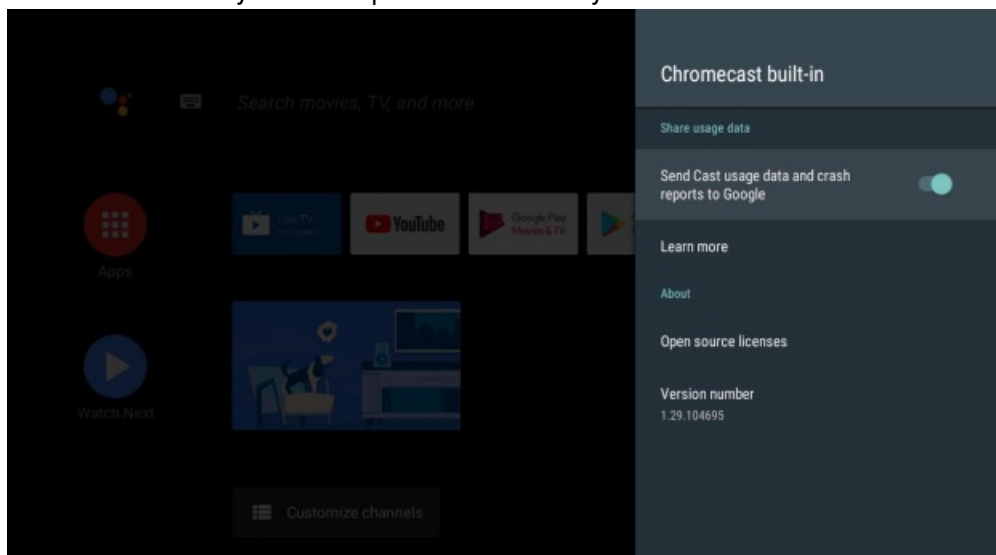 Chromecast built-in
Share usage data
Send Cast usage data and crash
reports to Google
Learn more
About
Open source licenses
Version number
1.29.104695
Search movies, TV, and more
Apps
Live TV
YouTube
Google Play
Movies & TV
Watch Next
Customize channels